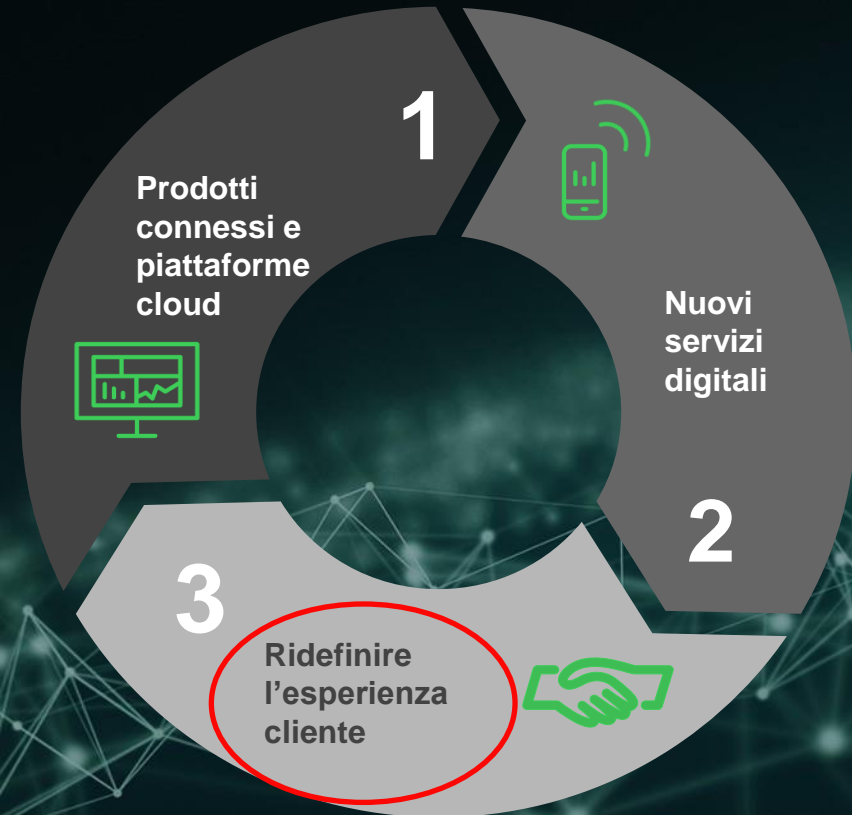 1
Prodotti
connessi e
piattaforme
cloud
Nuovi
servizi
digitali
2
3
Ridefinire
l’esperienza
cliente